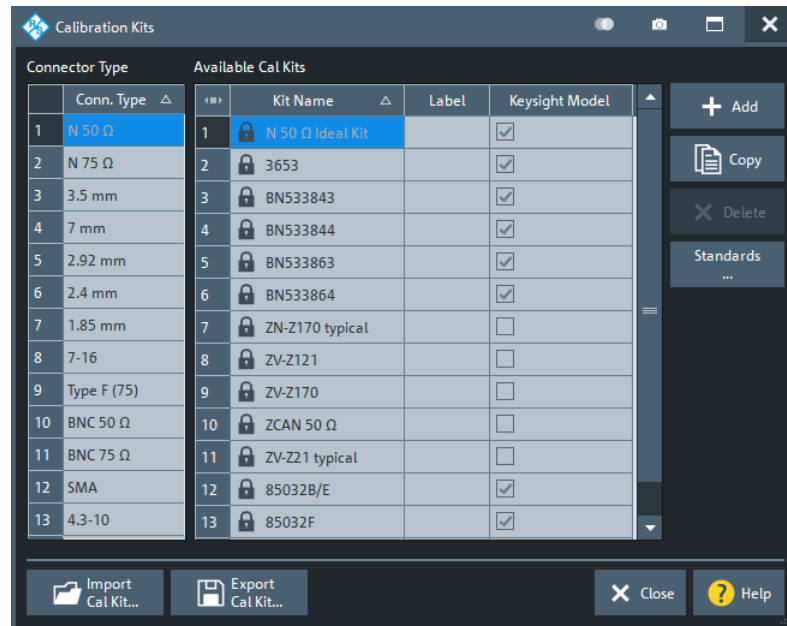 Calibration Kits
Connector Type
Available Cal Kits
Conn. Type
Kit Name Label Keysight Model
1 N 50 Ω
2 N 75 Ω
3 3.5 mm
4 7 mm
5 2.92 mm
6 2.4 mm
7 1.85 mm
8 7-16
9 Type F (75)
10 BNC 50 Ω
11 BNC 75 Ω
12 SMA
13 4.3-10
1 N 50 Ω Ideal Kit
2 3653
3 BN533843
4 BN533844
5 BN533863
6 BN533864
7 ZN-Z170 typical
8 ZV-Z121
9 ZV-Z170
10 ZCAN 50 Ω
11 ZV-Z21 typical
12 85032B/E
13 85032F
Add
Copy
Delete
Standards
...
Import
Cal Kit...
Export
Cal Kit...
Close
? Help